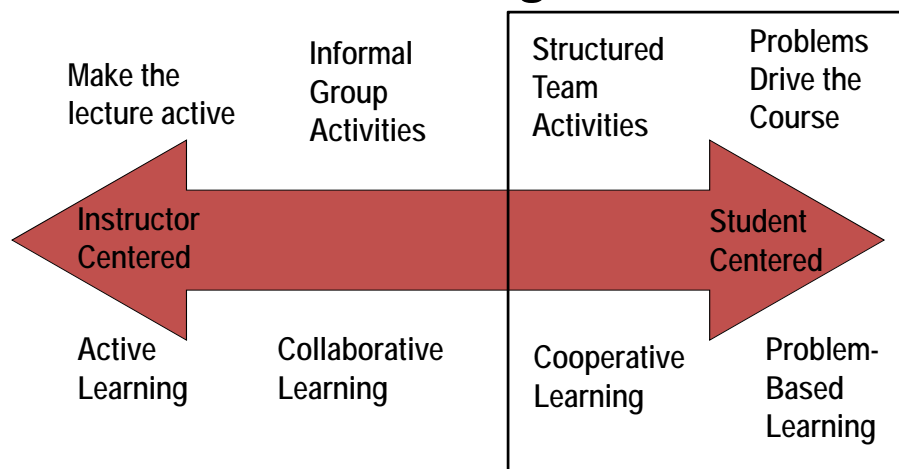 Make the
lecture active
Informal
Group
Activities
Structured
Team
Activities
Problems
Drive the
Course
Instructor
Centered
Student
Centered
Active
Learning
Collaborative
Learning
Cooperative
Learning
Problem-
Based
Learning